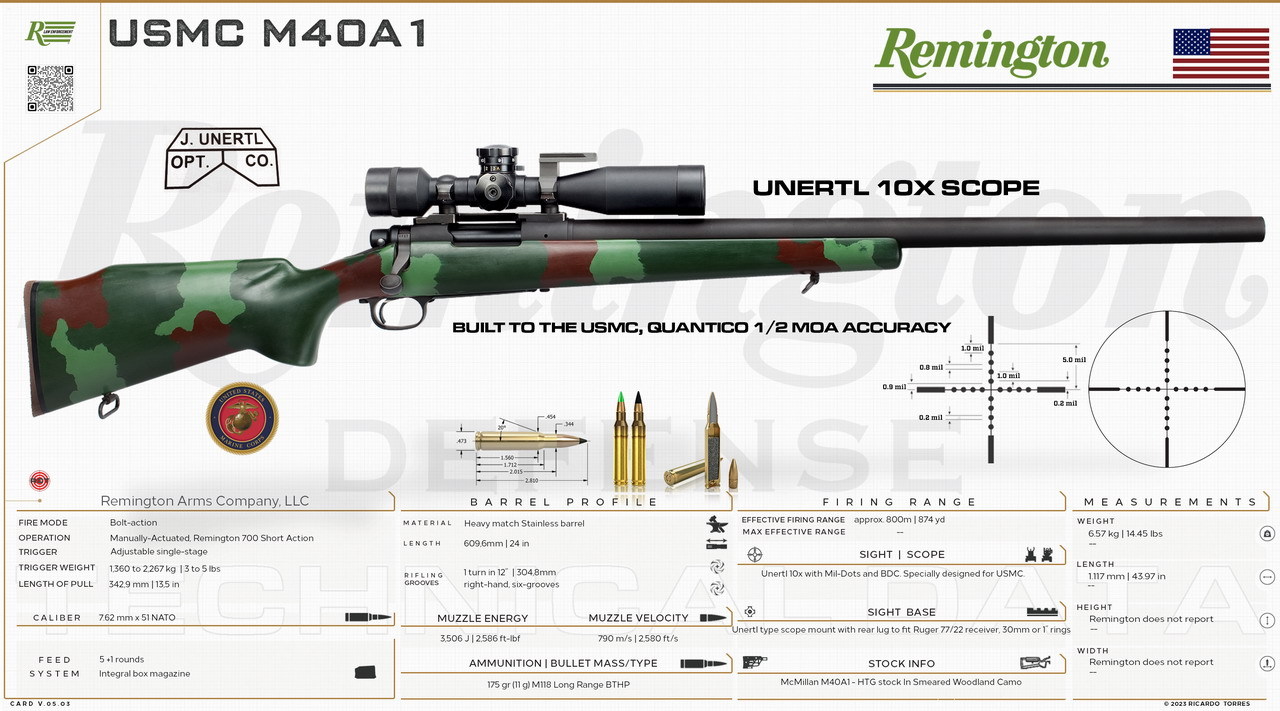 R LAW ENFORCEMENT
USMC M40A1
Remington
J. UNERTL
OPT. CO.
UNERTL 10X SCOPE
Remington
DEFENSE
TECHNICAL DATA
BUILT TO THE USMC, QUANTICO 1/2 MOA ACCURACY
1.0 mil
5.0 mil
0.8 mil
1.0 mil
0.9 mil
0.2 mil
0.2 mil
UNITED STATES
MARINE CORPS
.473
20°
.454
.344
1.560
1.712
2.015
2.810
Remington Arms Company, LLC
FIRE MODE Bolt-action
OPERATION Manually-Actuated, Remington 700 Short Action
TRIGGER Adjustable single-stage
TRIGGER WEIGHT 1,360 to 2,267 kg | 3 to 5 lbs
LENGTH OF PULL 342,9 mm | 13,5 in
CALIBER 7.62 mm x 51 NATO
FEED SYSTEM 5 +1 rounds
Integral box magazine
BARREL PROFILE
MATERIAL Heavy match Stainless barrel
LENGTH 609,6mm | 24 in
RIFLING GROOVES 1 turn in 12″ | 304,8mm
right-hand, six-grooves
MUZZLE ENERGY MUZZLE VELOCITY
3,506 J | 2,586 ft-lbf 790 m/s | 2,580 ft/s
AMMUNITION | BULLET MASS/TYPE
175 gr (11 g) M118 Long Range BTHP
FIRING RANGE
EFFECTIVE FIRING RANGE approx. 800m | 874 yd
MAX EFFECTIVE RANGE --
SIGHT | SCOPE
Unertl 10x with Mil-Dots and BDC. Specially designed for USMC.
SIGHT BASE
Unertl type scope mount with rear lug to fit Ruger 77/22 receiver, 30mm or 1″ rings
STOCK INFO
McMillan M40A1 - HTG stock In Smeared Woodland Camo
MEASUREMENTS
WEIGHT
6.57 kg | 14.45 lbs
--
LENGTH
1.117 mm | 43.97 in
--
HEIGHT
Remington does not report
--
WIDTH
Remington does not report
--
CARD V.05.03
© 2023 RICARDO TORRES